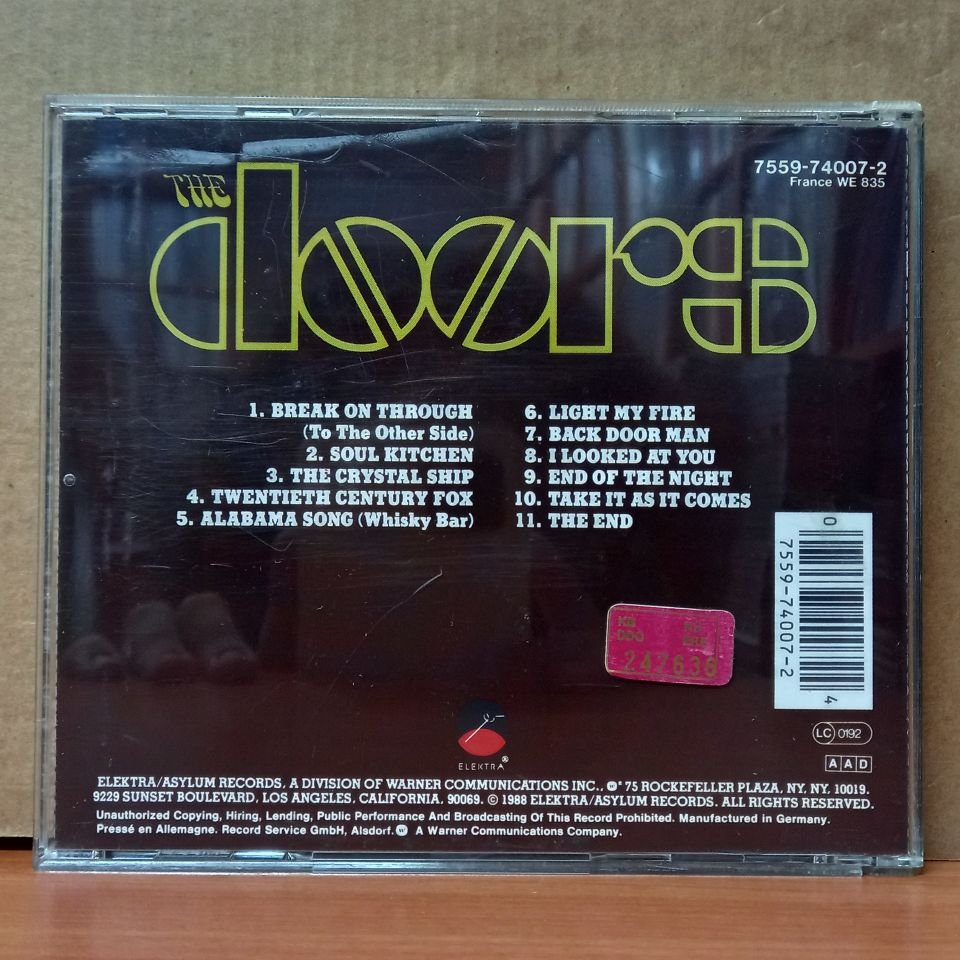 THE
doors
7559-74007-2
France WE 835
1. BREAK ON THROUGH
(To The Other Side)
2. SOUL KITCHEN
3. THE CRYSTAL SHIP
4. TWENTIETH CENTURY FOX
5. ALABAMA SONG (Whisky Bar)
6. LIGHT MY FIRE
7. BACK DOOR MAN
8. I LOOKED AT YOU
9. END OF THE NIGHT
10. TAKE IT AS IT COMES
11. THE END
0
7559-74007-2
4
KB
247636
LC 0192
AAD
ELEKTRA®
ELEKTRA/ASYLUM RECORDS, A DIVISION OF WARNER COMMUNICATIONS INC., 75 ROCKEFELLER PLAZA, NY, NY. 10019.
9229 SUNSET BOULEVARD, LOS ANGELES, CALIFORNIA, 90069. © 1988 ELEKTRA/ASYLUM RECORDS. ALL RIGHTS RESERVED.
Unauthorized Copying, Hiring, Lending, Public Performance And Broadcasting Of This Record Prohibited. Manufactured in Germany.
Pressé en Allemagne. Record Service GmbH, Alsdorf. A Warner Communications Company.